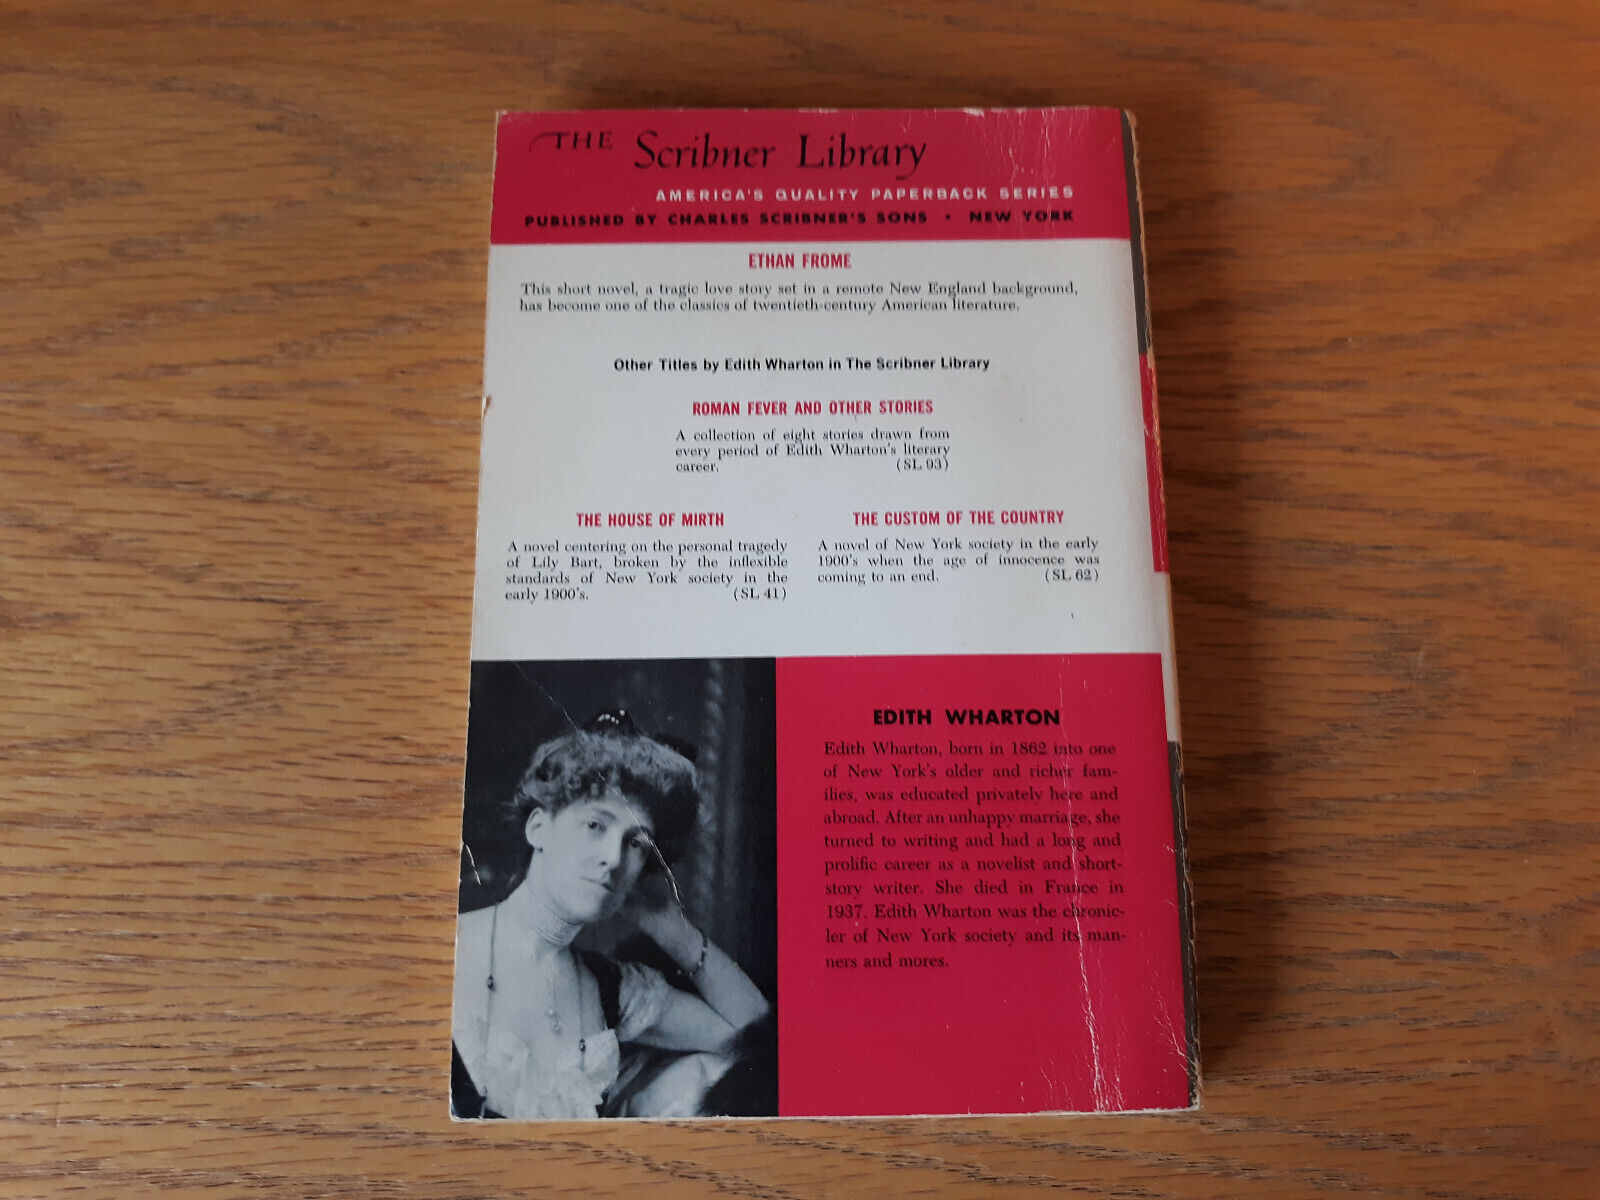 THE Scribner Library
AMERICA'S QUALITY PAPERBACK SERIES
PUBLISHED BY CHARLES SCRIBNER'S SONS • NEW YORK
ETHAN FROME
This short novel, a tragic love story set in a remote New England background,
has become one of the classics of twentieth-century American literature.
Other Titles by Edith Wharton in The Scribner Library
ROMAN FEVER AND OTHER STORIES
A collection of eight stories drawn from
every period of Edith Wharton's literary
career. (SL 93)
THE HOUSE OF MIRTH
A novel centering on the personal tragedy
of Lily Bart, broken by the inflexible
standards of New York society in the
early 1900's. (SL 41)
THE CUSTOM OF THE COUNTRY
A novel of New York society in the early
1900's when the age of innocence was
coming to an end. (SL 62)
EDITH WHARTON
Edith Wharton, born in 1862 into one
of New York's older and richer fam-
ilies, was educated privately here and
abroad. After an unhappy marriage, she
turned to writing and had a long and
prolific career as a novelist and short-
story writer. She died in France in
1937. Edith Wharton was the chronic-
ler of New York society and its man-
ners and mores.